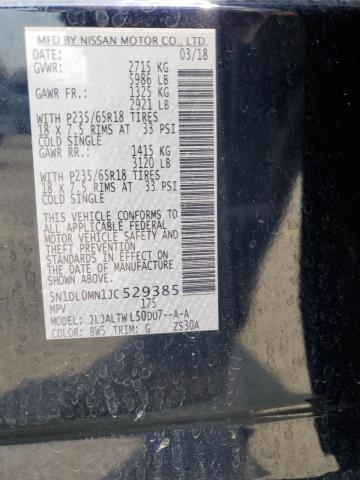 MFD BY NISSAN MOTOR CO., LTD.
DATE: 03/18
GVWR: 2715 KG
5986 LB
GAWR FR.: 1325 KG
2921 LB
WITH P235/65R18 TIRES
18 X 7.5 RIMS AT 33 PSI
COLD SINGLE
GAWR RR.: 1415 KG
3120 LB
WITH P235/65R18 TIRES
18 X 7.5 RIMS AT 33 PSI
COLD SINGLE
THIS VEHICLE CONFORMS TO
ALL APPLICABLE FEDERAL
MOTOR VEHICLE SAFETY AND
THEFT PREVENTION STANDARDS
IN EFFECT ON THE DATE OF
MANUFACTURE SHOWN ABOVE.
5N1DL0MN1JC529385
MPV 175
MODEL: JLJALTWL50DU7--A-A
COLOR: BW5 TRIM: G ZS30A